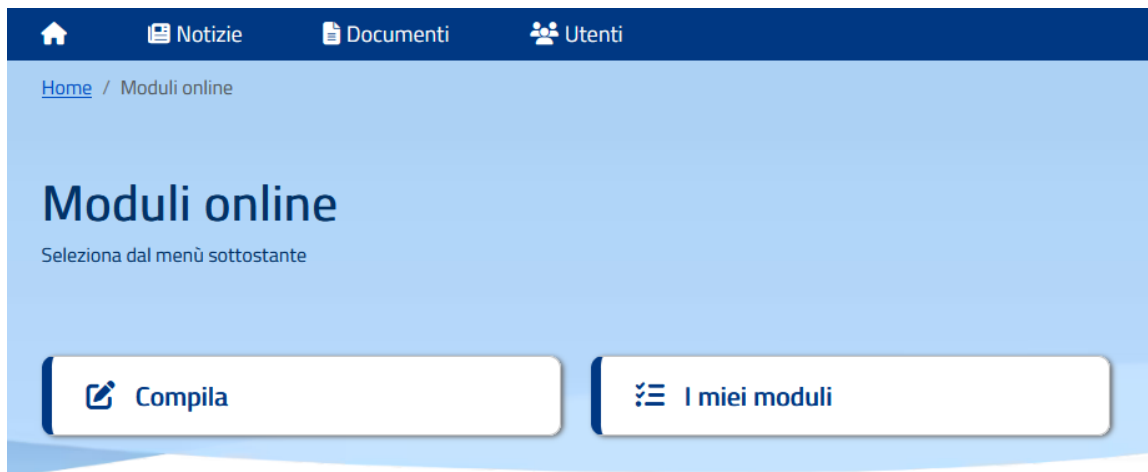 Notizie Documenti Utenti
Home / Moduli online
Moduli online
Seleziona dal menù sottostante
Compila I miei moduli